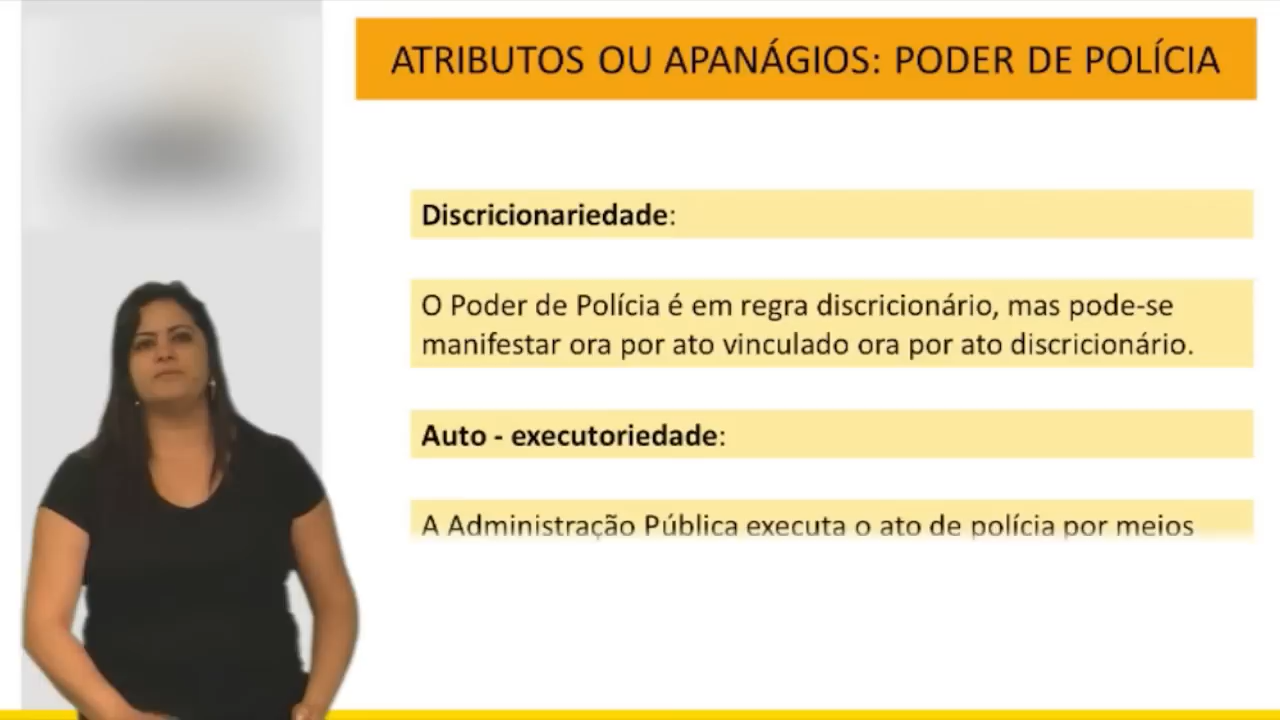 ATRIBUTOS OU APANÁGIOS: PODER DE POLÍCIA
Discricionariedade:
O Poder de Polícia é em regra discricionário, mas pode-se
manifestar ora por ato vinculado ora por ato discricionário.
Auto - executoriedade:
A Administração Pública executa o ato de polícia por meios